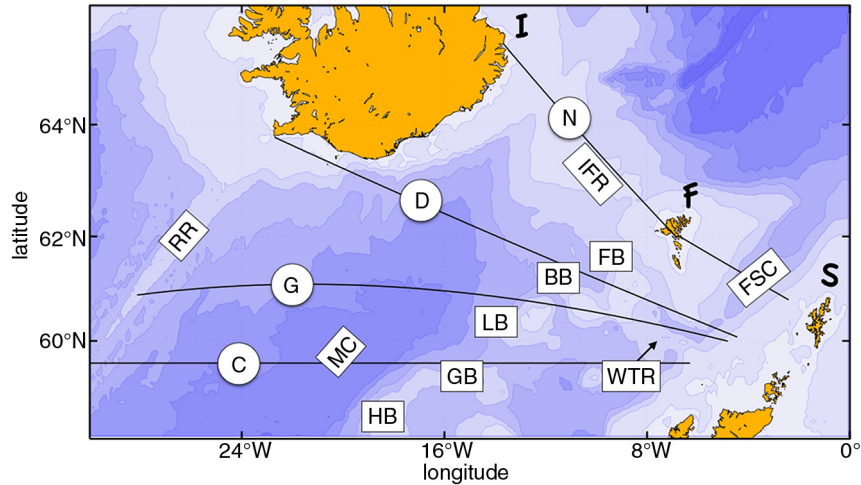 I
64°N
N
IFR
F
D
latitude
RR
62°N
FB
BB
FSC
S
G
LB
60°N
MC
C
GB
WTR
HB
24°W
16°W
8°W
0°
longitude